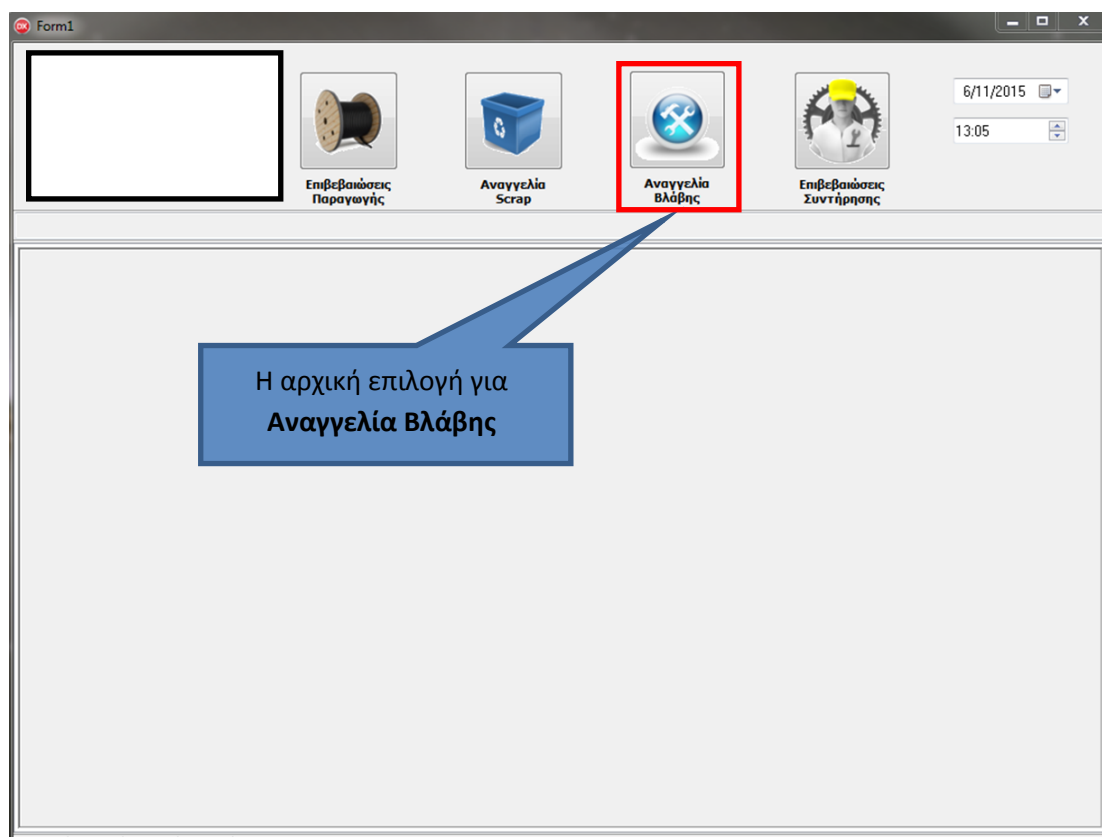 Form1
Επιβεβαιώσεις
Παραγωγής
Αναγγελία
Scrap
Αναγγελία
Βλάβης
Επιβεβαιώσεις
Συντήρησης
6/11/2015
13:05
Η αρχική επιλογή για
Αναγγελία Βλάβης